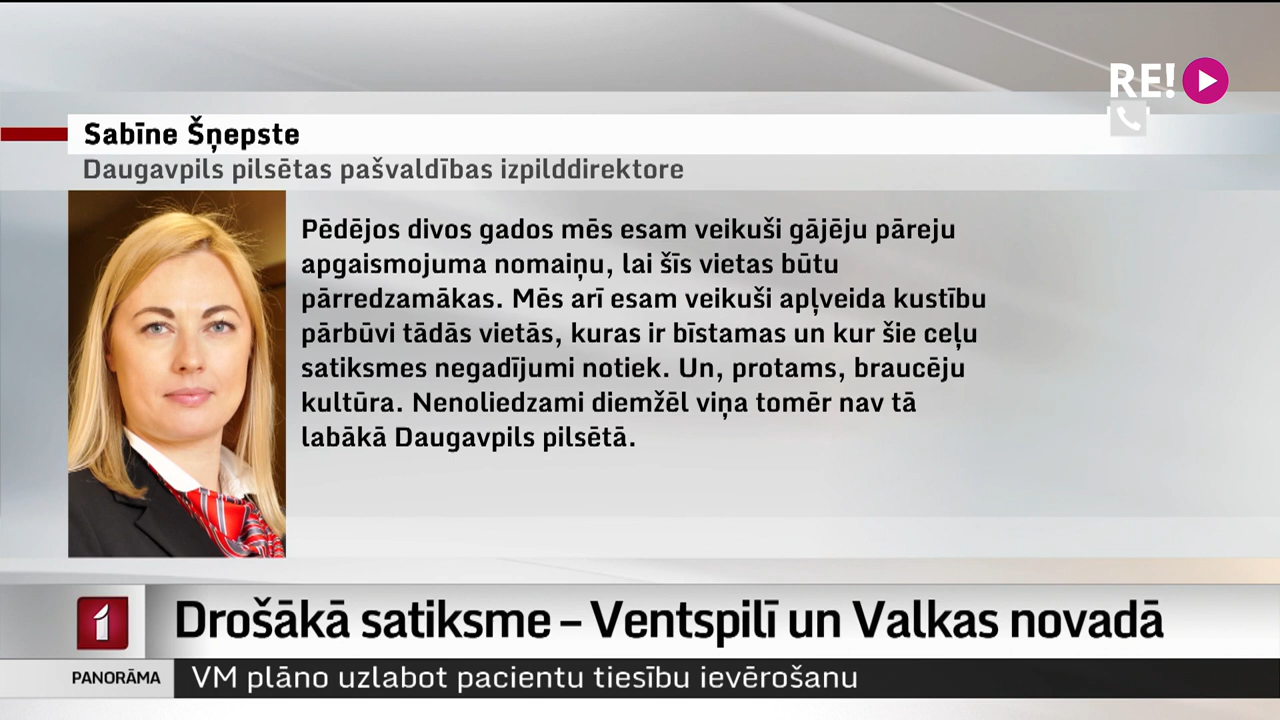 RE!
Sabīne Šņepste
Daugavpils pilsētas pašvaldības izpilddirektore
Pēdējos divos gados mēs esam veikuši gājēju pāreju
apgaismojuma nomaiņu, lai šīs vietas būtu
pārredzamākas. Mēs arī esam veikuši apļveida kustību
pārbūvi tādās vietās, kuras ir bīstamas un kur šie ceļu
satiksmes negadījumi notiek. Un, protams, braucēju
kultūra. Nenoliedzami diemžēl viņa tomēr nav tā
labākā Daugavpils pilsētā.
1
Drošākā satiksme – Ventspilī un Valkas novadā
PANORĀMA
VM plāno uzlabot pacientu tiesību ievērošanu